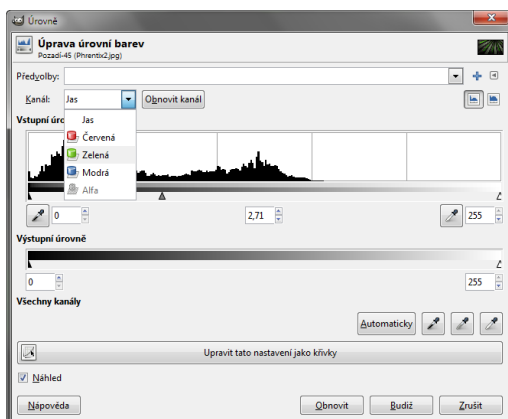 Úrovně
Úprava úrovní barev
Pozadí-45 (Phrentix2.jpg)
Předvolby:
Kanál: Jas Obnovit kanál
Jas
Vstupní úro
Červená
Zelená
Modrá
Alfa
0 2,71 255
Výstupní úrovně
0 255
Všechny kanály
Automaticky
Upravit tato nastavení jako křivky
Náhled
Nápověda Obnovit Budiž Zrušit